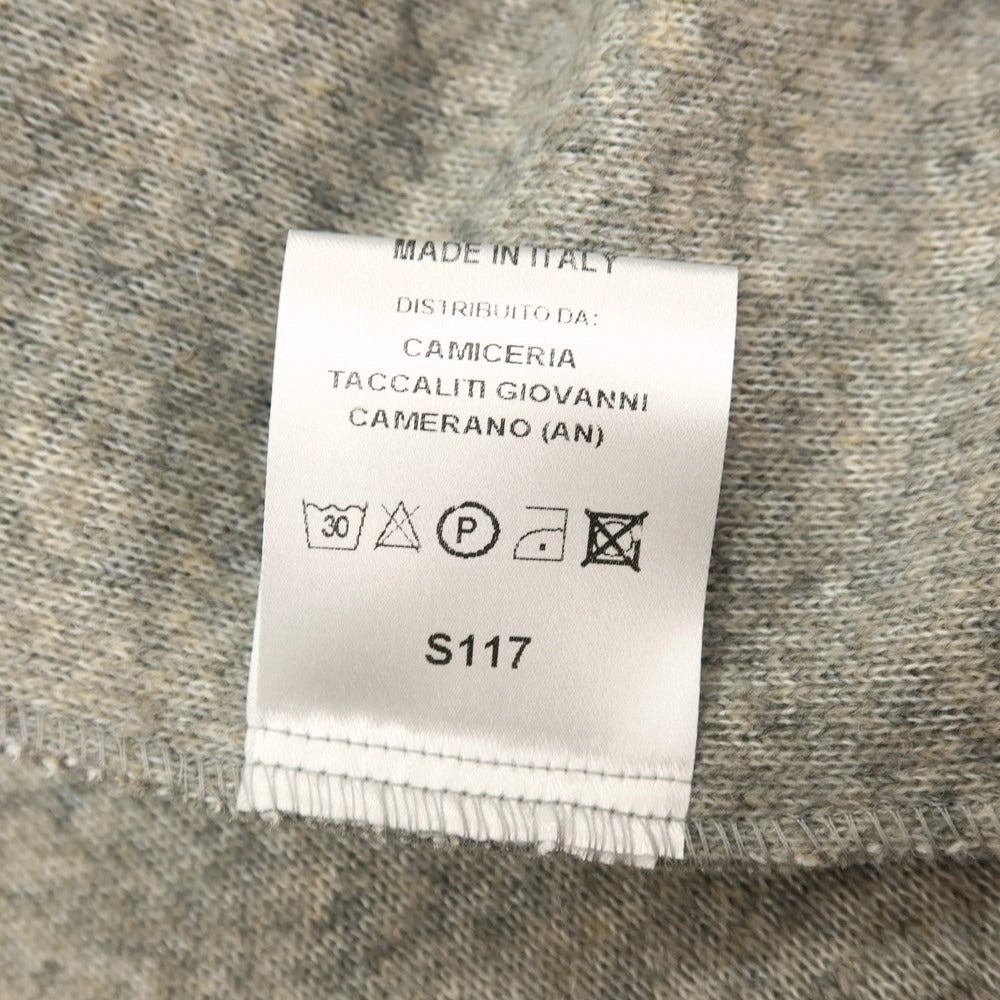 MADE IN ITALY
DISTRIBUITO DA:
CAMICERIA
TACCALITI GIOVANNI
CAMERANO (AN)
30 P
S117